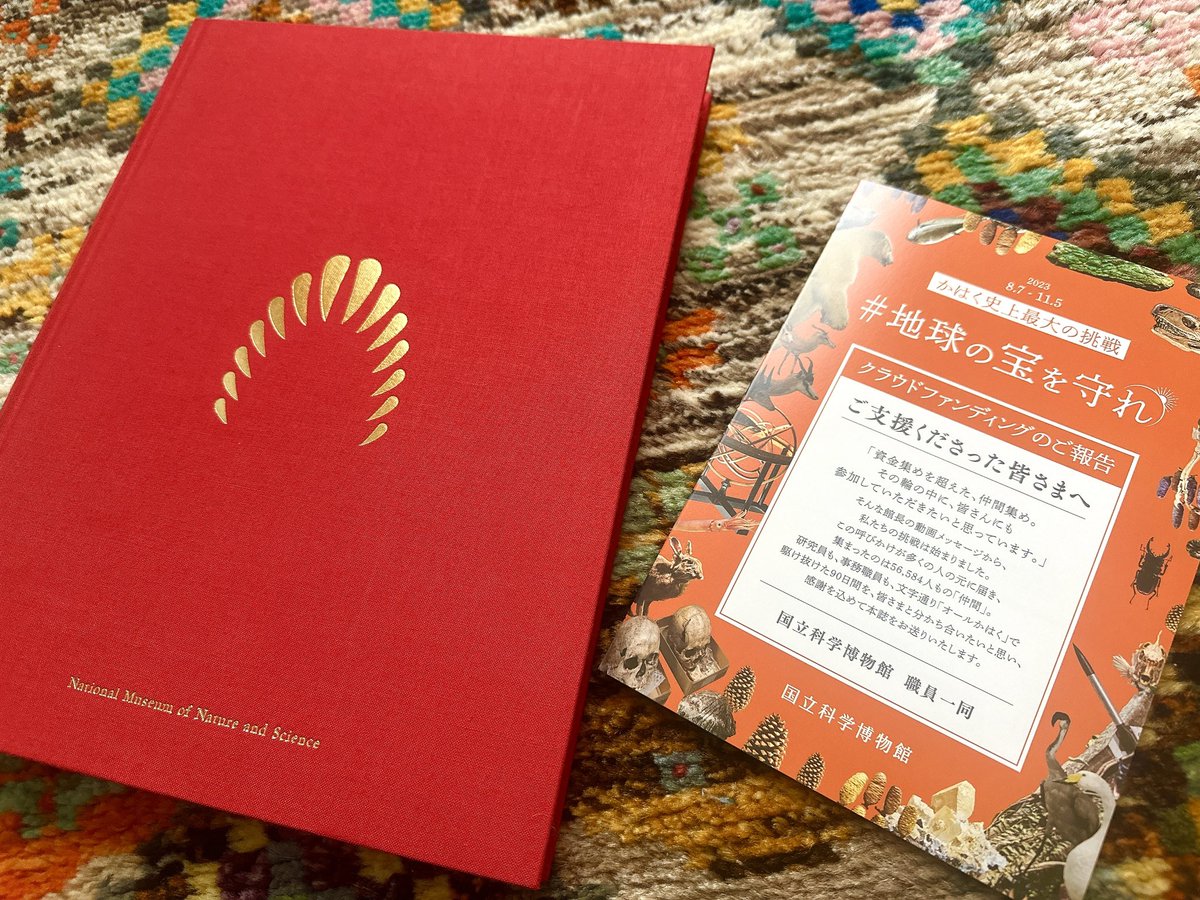 National Museum of Nature and Science
2023
8.7 - 11.5
かはく史上最大の挑戦
#地球の宝を守れ
クラウドファンディングのご報告
ご支援くださった皆さまへ
「資金集めを超えた、仲間集め。
その輪の中に、皆さんにも
参加していただきたいと思っています。」
そんな館長の動画メッセージから、
私たちの挑戦は始まりました。
この呼びかけが多くの人の元に届き、
集まったのは56,584人もの「仲間」。
研究員も、事務職員も、文字通り「オールかはく」で
駆け抜けた90日間を、皆さまと分かち合いたいと思い、
感謝を込めて本誌をお送りいたします。
国立科学博物館 職員一同
国立科学博物館